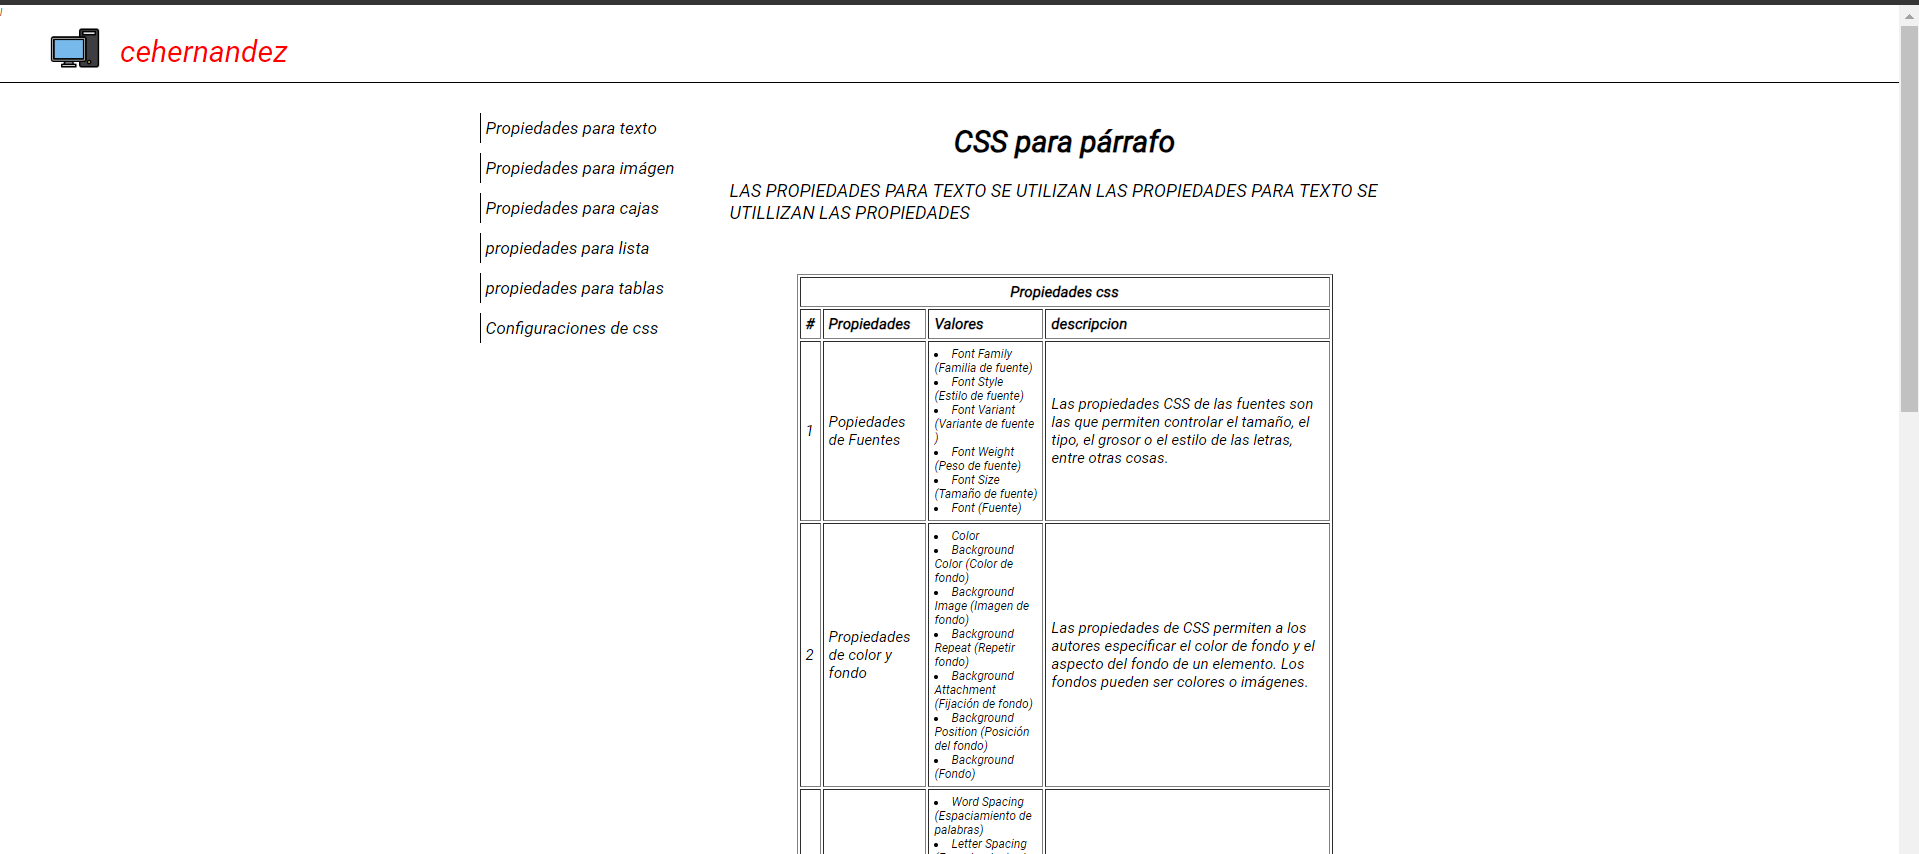 cehernandez
Propiedades para texto
Propiedades para imágen
Propiedades para cajas
propiedades para lista
propiedades para tablas
Configuraciones de css
CSS para párrafo
LAS PROPIEDADES PARA TEXTO SE UTILIZAN LAS PROPIEDADES PARA TEXTO SE
UTILLIZAN LAS PROPIEDADES
Propiedades css
# Propiedades Valores descripcion
1
Popiedades
de Fuentes
• Font Family
(Familia de fuente)
• Font Style
(Estilo de fuente)
• Font Variant
(Variante de fuente
)
• Font Weight
(Peso de fuente)
• Font Size
(Tamaño de fuente)
• Font (Fuente)
Las propiedades CSS de las fuentes son
las que permiten controlar el tamaño, el
tipo, el grosor o el estilo de las letras,
entre otras cosas.
2
Propiedades
de color y
fondo
• Color
• Background
Color (Color de
fondo)
• Background
Image (Imagen de
fondo)
• Background
Repeat (Repetir
fondo)
• Background
Attachment
(Fijación de fondo)
• Background
Position (Posición
del fondo)
• Background
(Fondo)
Las propiedades de CSS permiten a los
autores especificar el color de fondo y el
aspecto del fondo de un elemento. Los
fondos pueden ser colores o imágenes.
• Word Spacing
(Espaciamiento de
palabras)
• Letter Spacing